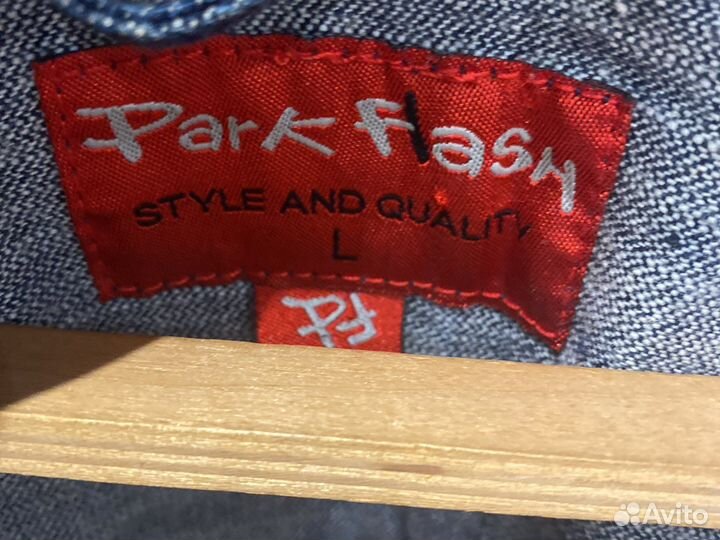 Park Flash
STYLE AND QUALITY
L
Pf
Avito